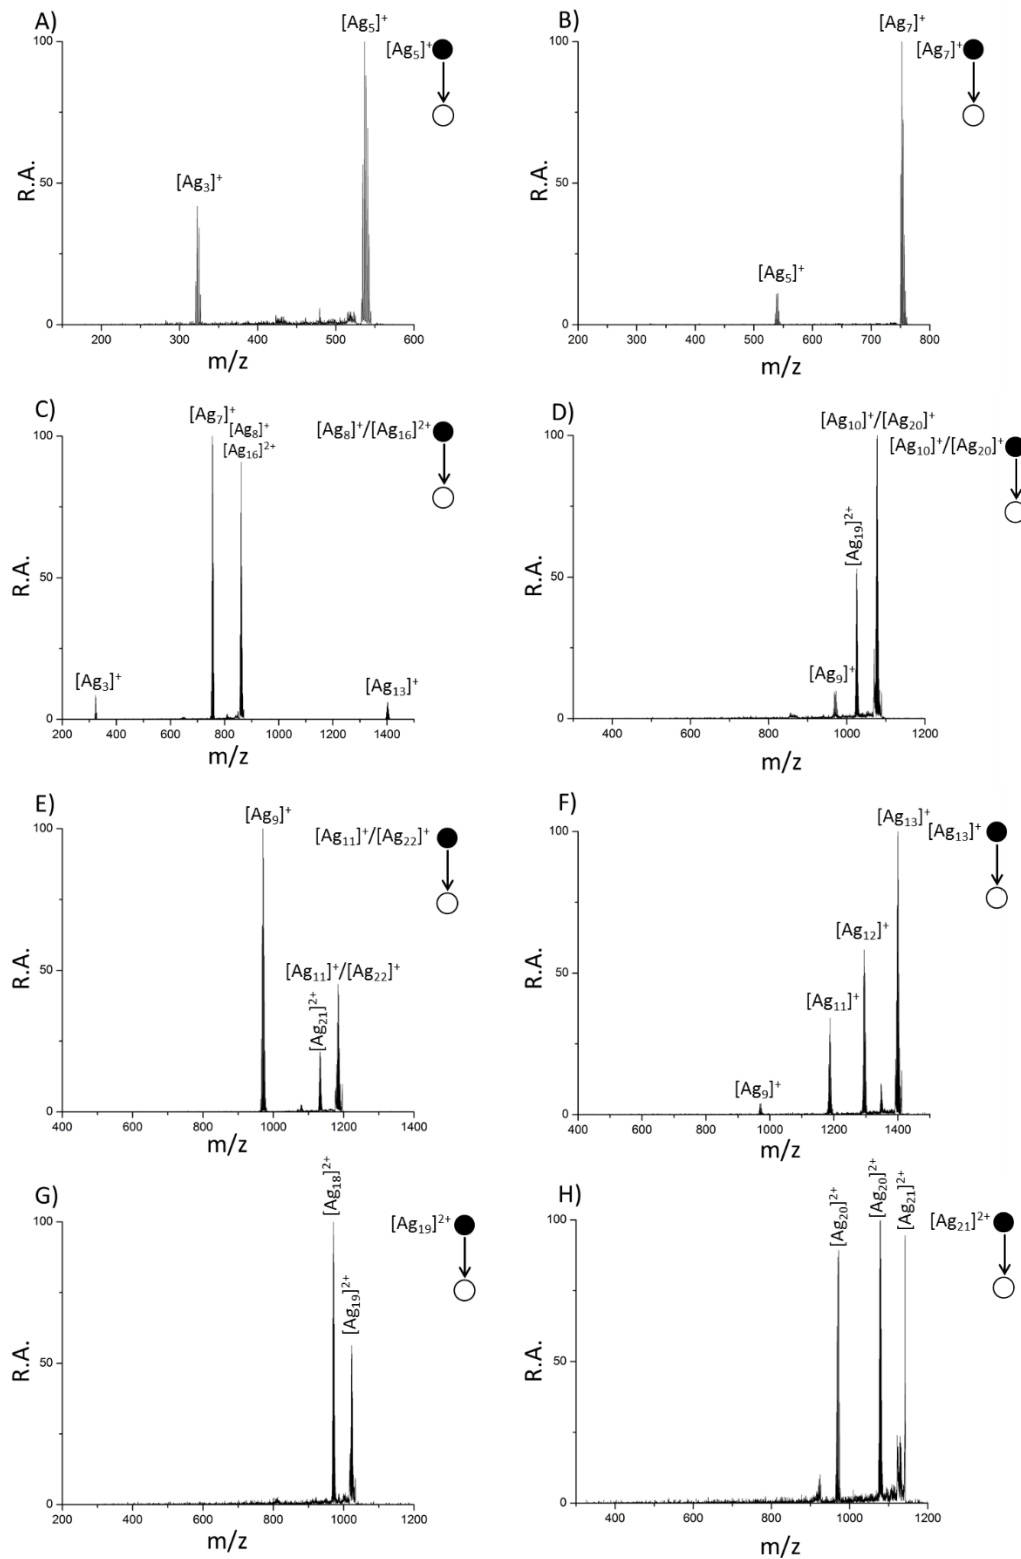 A)
[Ag₅]⁺
[Ag₅]⁺
[Ag₃]⁺
R.A.
100
50
0
200 300 400 500 600
m/z
B)
[Ag₇]⁺
[Ag₇]⁺
[Ag₅]⁺
R.A.
100
50
0
200 300 400 500 600 700 800
m/z
C)
[Ag₇]⁺
[Ag₈]⁺
[Ag₁₆]²⁺
[Ag₈]⁺/[Ag₁₆]²⁺
[Ag₃]⁺
[Ag₁₃]⁺
R.A.
100
50
0
200 400 600 800 1000 1200 1400
m/z
D)
[Ag₁₀]⁺/[Ag₂₀]⁺
[Ag₁₀]⁺/[Ag₂₀]⁺
[Ag₁₉]²⁺
[Ag₉]⁺
R.A.
100
50
0
400 600 800 1000 1200
m/z
E)
[Ag₉]⁺
[Ag₁₁]⁺/[Ag₂₂]⁺
[Ag₁₁]⁺/[Ag₂₂]⁺
[Ag₂₁]²⁺
R.A.
100
50
0
400 600 800 1000 1200 1400
m/z
F)
[Ag₁₃]⁺
[Ag₁₃]⁺
[Ag₁₂]⁺
[Ag₁₁]⁺
[Ag₉]⁺
R.A.
100
50
0
400 600 800 1000 1200 1400
m/z
G)
[Ag₁₈]²⁺
[Ag₁₉]²⁺
[Ag₁₉]²⁺
R.A.
100
50
0
200 400 600 800 1000 1200
m/z
H)
[Ag₂₀]²⁺
[Ag₂₀]²⁺
[Ag₂₁]²⁺
[Ag₂₁]²⁺
R.A.
100
50
0
400 600 800 1000 1200
m/z